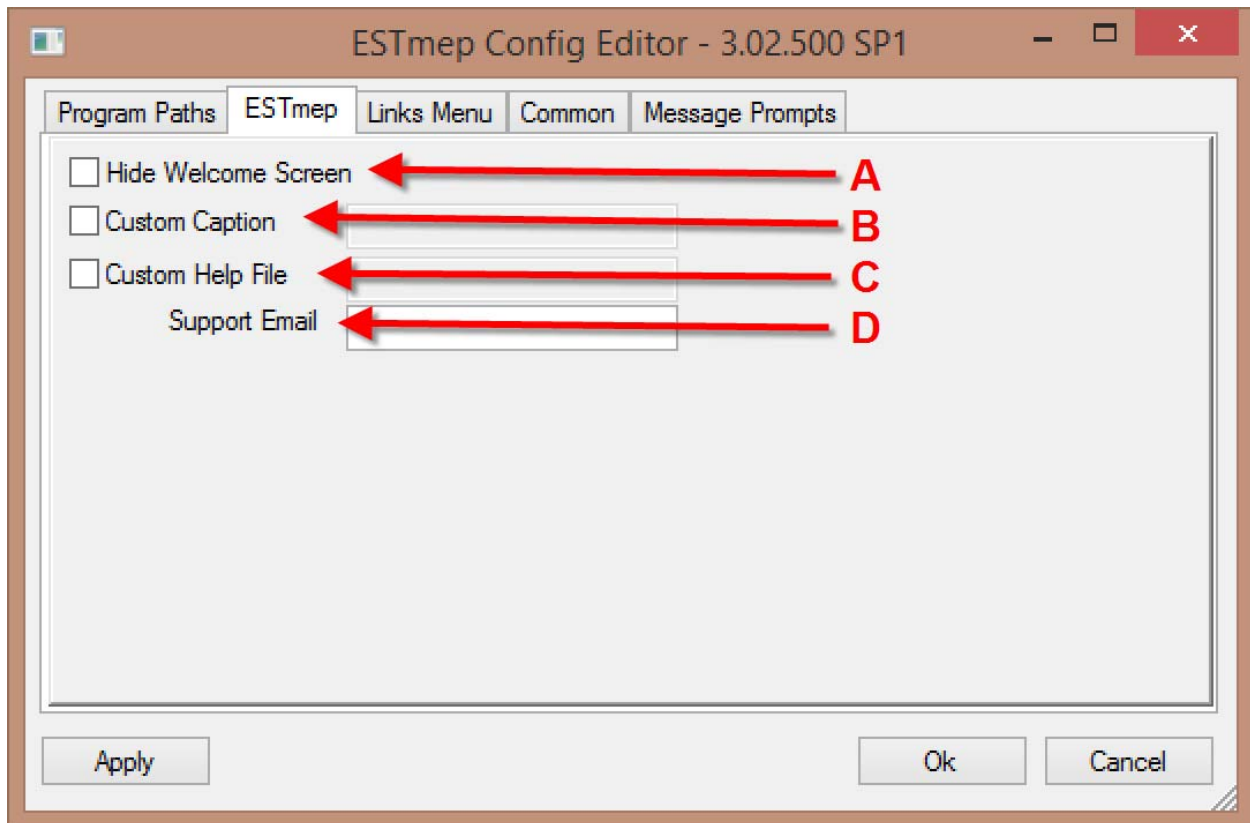 ESTmep Config Editor - 3.02.500 SP1
Program Paths ESTmep Links Menu Common Message Prompts
Hide Welcome Screen A
Custom Caption B
Custom Help File C
Support Email D
Apply Ok Cancel